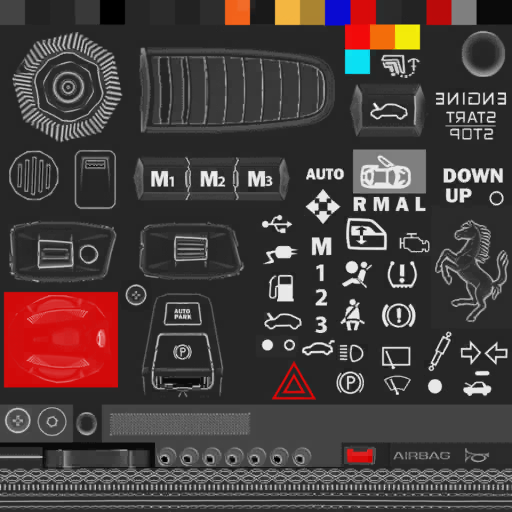 ENGINE
START
STOP
M1 M2 M3
AUTO
DOWN
UP
R M A L
M
1
2
3
AUTO
PARK
P
P
AIRBAG